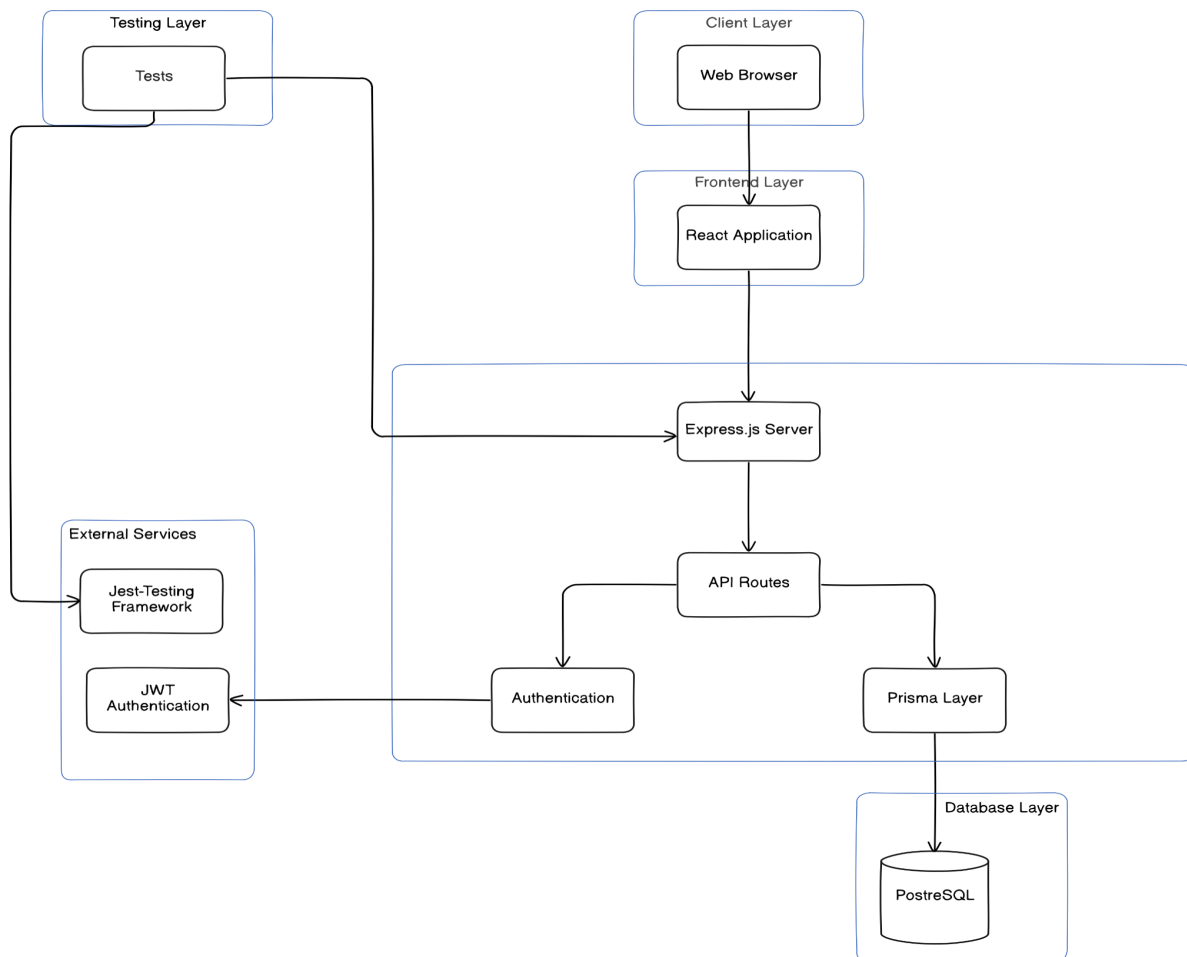 Testing Layer
Tests
Client Layer
Web Browser
Frontend Layer
React Application
Express.js Server
API Routes
External Services
Jest-Testing
Framework
JWT
Authentication
Authentication
Prisma Layer
Database Layer
PostreSQL